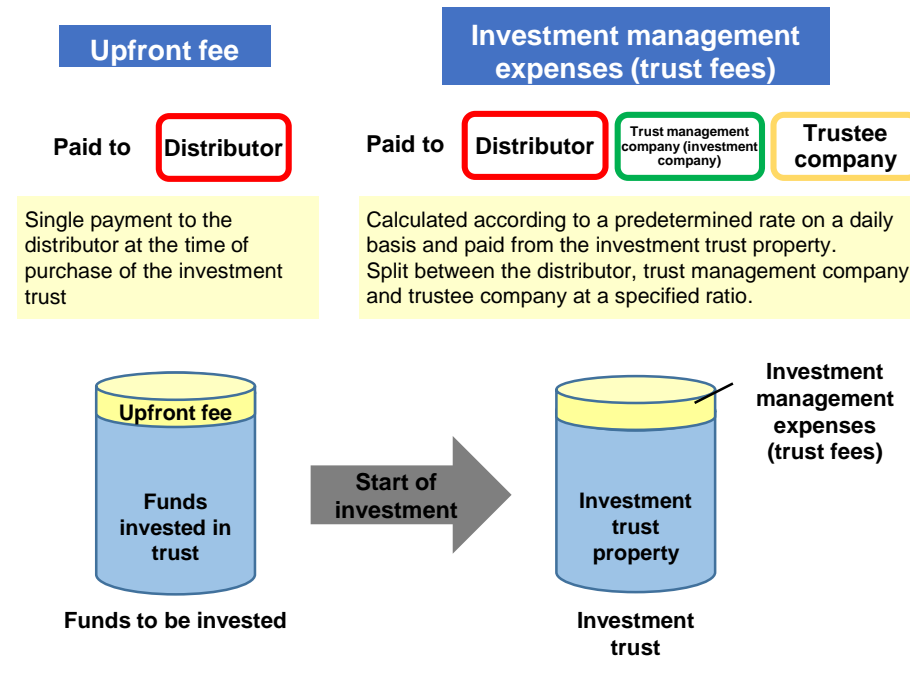 Upfront fee
Investment management
expenses (trust fees)
Paid to
Distributor
Paid to
Distributor
Trust management
company (investment
company)
Trustee
company
Single payment to the
distributor at the time of
purchase of the investment
trust
Calculated according to a predetermined rate on a daily
basis and paid from the investment trust property.
Split between the distributor, trust management company
and trustee company at a specified ratio.
Upfront fee
Funds
invested in
trust
Funds to be invested
Start of
investment
Investment
management
expenses
(trust fees)
Investment
trust
property
Investment
trust